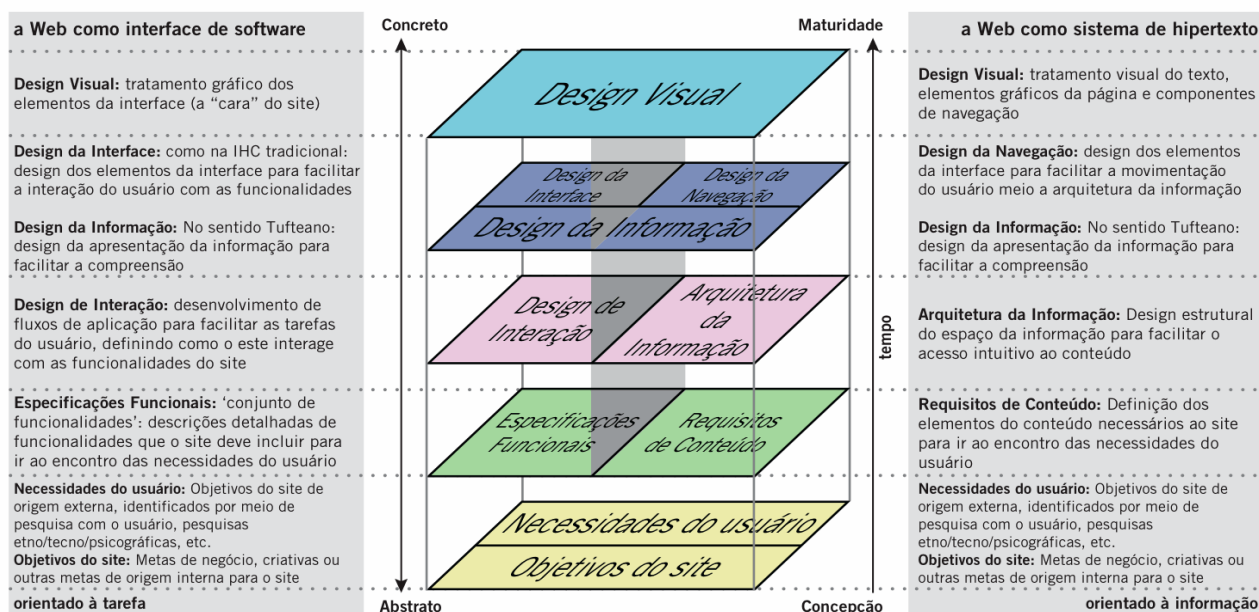 a Web como interface de software
Design Visual: tratamento gráfico dos
elementos da interface (a “cara” do site)
Design da Interface: como na IHC tradicional:
design dos elementos da interface para facilitar
a interação do usuário com as funcionalidades
Design da Informação: No sentido Tufteano:
design da apresentação da informação para
facilitar a compreensão
Design de Interação: desenvolvimento de
fluxos de aplicação para facilitar as tarefas
do usuário, definindo como o este interage
com as funcionalidades do site
Especificações Funcionais: ‘conjunto de
funcionalidades’: descrições detalhadas de
funcionalidades que o site deve incluir para
ir ao encontro das necessidades do usuário
Necessidades do usuário: Objetivos do site de
origem externa, identificados por meio de
pesquisa com o usuário, pesquisas
etno/tecno/psicográficas, etc.
Objetivos do site: Metas de negócio, criativas ou
outras metas de origem interna para o site
orientado à tarefa
Concreto
Maturidade
Design Visual
Design da
Interface
Design da
Navegação
Design da Informação
Design de
Interação
Arquitetura
da
Informação
Especificações
Funcionais
Requisitos
de Conteúdo
Necessidades do usuário
Objetivos do site
tempo
Abstrato
Concepção
a Web como sistema de hipertexto
Design Visual: tratamento visual do texto,
elementos gráficos da página e componentes
de navegação
Design da Navegação: design dos elementos
da interface para facilitar a movimentação
do usuário meio a arquitetura da informação
Design da Informação: No sentido Tufteano:
design da apresentação da informação para
facilitar a compreensão
Arquitetura da Informação: Design estrutural
do espaço da informação para facilitar o
acesso intuitivo ao conteúdo
Requisitos de Conteúdo: Definição dos
elementos do conteúdo necessários ao site
para ir ao encontro das necessidades do
usuário
Necessidades do usuário: Objetivos do site de
origem externa, identificados por meio de
pesquisa com o usuário, pesquisas
etno/tecno/psicográficas, etc.
Objetivos do site: Metas de negócio, criativas ou
outras metas de origem interna para o site
orientado à informação